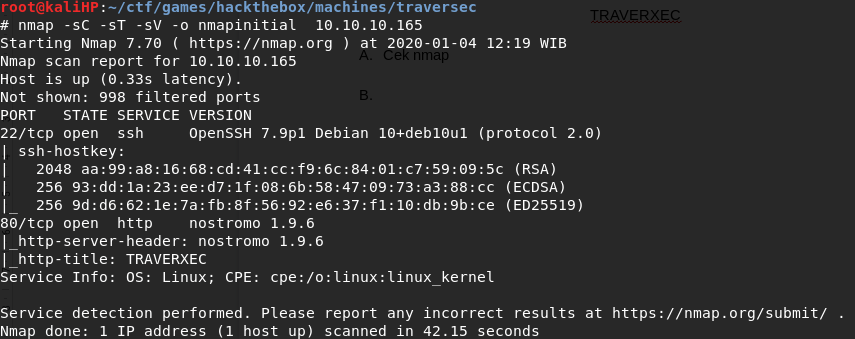 root@kaliHP:~/ctf/games/hackthebox/machines/traversec
# nmap -sC -sT -sV -o nmapinitial  10.10.10.165
Starting Nmap 7.70 ( https://nmap.org ) at 2020-01-04 12:19 WIB
Nmap scan report for 10.10.10.165
Host is up (0.33s latency).
Not shown: 998 filtered ports
PORT   STATE SERVICE VERSION
22/tcp open  ssh     OpenSSH 7.9p1 Debian 10+deb10u1 (protocol 2.0)
| ssh-hostkey:
|   2048 aa:99:a8:16:68:cd:41:cc:f9:6c:84:01:c7:59:09:5c (RSA)
|   256 93:dd:1a:23:ee:d7:1f:08:6b:58:47:09:73:a3:88:cc (ECDSA)
|_  256 9d:d6:62:1e:7a:fb:8f:56:92:e6:37:f1:10:db:9b:ce (ED25519)
80/tcp open  http    nostromo 1.9.6
|_http-server-header: nostromo 1.9.6
|_http-title: TRAVERXEC
Service Info: OS: Linux; CPE: cpe:/o:linux:linux_kernel
Service detection performed. Please report any incorrect results at https://nmap.org/submit/ .
Nmap done: 1 IP address (1 host up) scanned in 42.15 seconds
TRAVERXEC
A. Cek nmap
B.